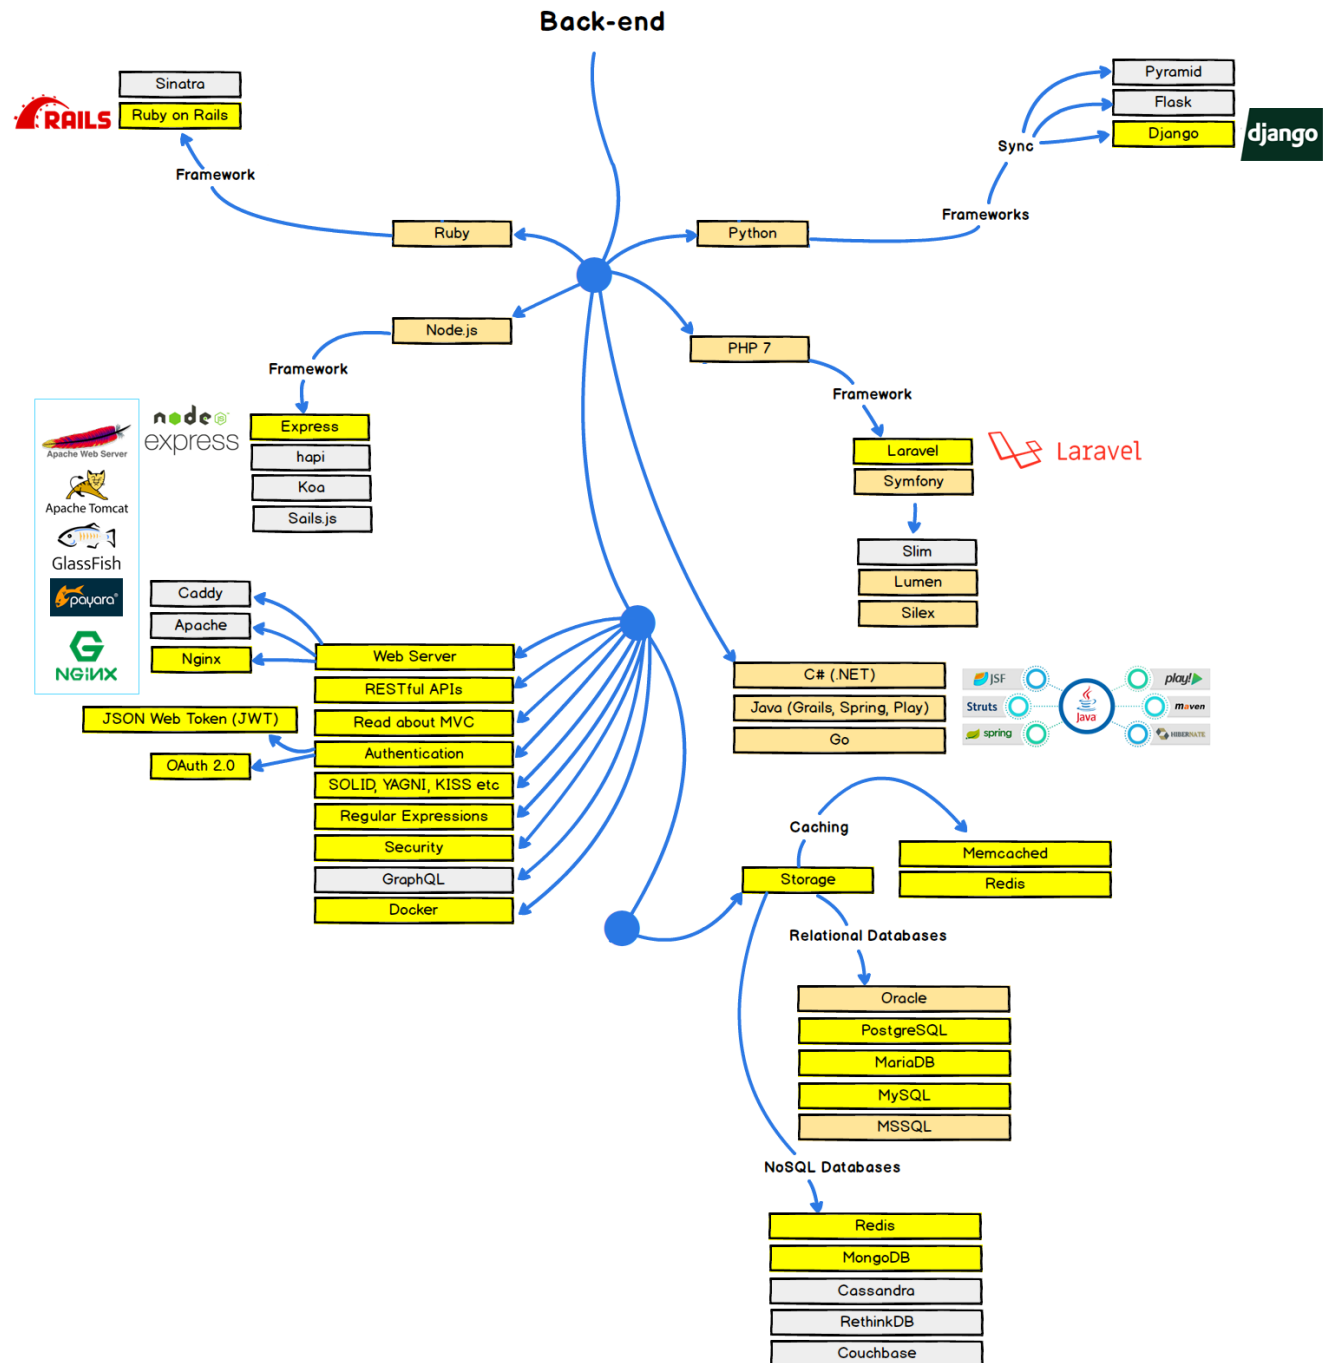 Back-end
Sinatra
Ruby on Rails
RAILS
Framework
Ruby
Pyramid
Flask
Django
django
Sync
Frameworks
Python
Node.js
Framework
PHP 7
Framework
Express
hapi
Koa
Sails.js
node JS
express
Laravel
Symfony
Laravel
Slim
Lumen
Silex
Apache Web Server
Apache Tomcat
GlassFish
payara
NGINX
Caddy
Apache
Nginx
Web Server
RESTful APIs
Read about MVC
JSON Web Token (JWT)
Authentication
OAuth 2.0
SOLID, YAGNI, KISS etc
Regular Expressions
Security
GraphQL
Docker
C# (.NET)
Java (Grails, Spring, Play)
Go
JSF
play!
Struts
Java
maven
spring
HIBERNATE
Caching
Memcached
Redis
Storage
Relational Databases
Oracle
PostgreSQL
MariaDB
MySQL
MSSQL
NoSQL Databases
Redis
MongoDB
Cassandra
RethinkDB
Couchbase